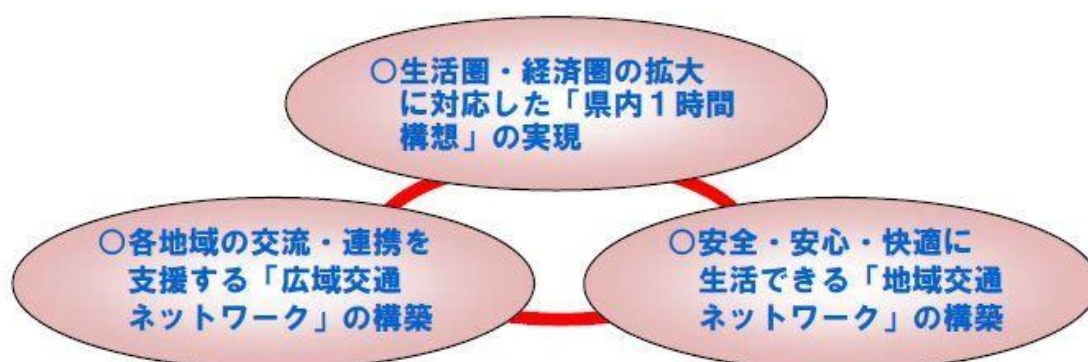 ○生活圏・経済圏の拡大
に対応した「県内１時間
構想」の実現
○各地域の交流・連携を
支援する「広域交通
ネットワーク」の構築
○安全・安心・快適に
生活できる「地域交通
ネットワーク」の構築